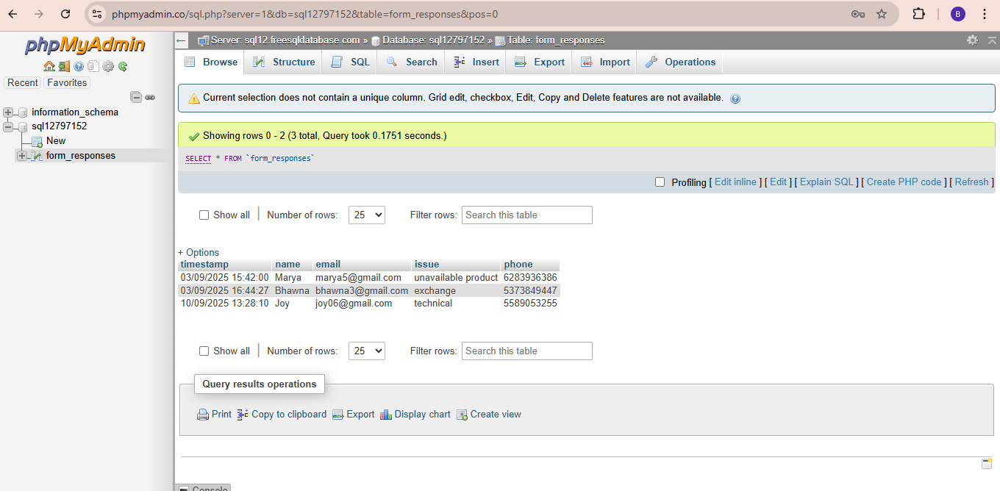 phpmyadmin.co/sql.php?server=1&db=sql12797152&table=form_responses&pos=0
B
phpMyAdmin
Recent Favorites
information_schema
sql12797152
New
form_responses
Server: sql12.freesqldatabase.com » Database: sql12797152 » Table: form_responses
Browse Structure SQL Search Insert Export Import Operations
Current selection does not contain a unique column. Grid edit, checkbox, Edit, Copy and Delete features are not available.
Showing rows 0 - 2 (3 total, Query took 0.1751 seconds.)
SELECT * FROM `form_responses`
Profiling [ Edit inline ] [ Edit ] [ Explain SQL ] [ Create PHP code ] [ Refresh ]
Show all | Number of rows: 25 Filter rows: Search this table
+ Options
timestamp name email issue phone
03/09/2025 15:42:00 Marya marya5@gmail.com unavailable product 6283936386
03/09/2025 16:44:27 Bhawna bhawna3@gmail.com exchange 5373849447
10/09/2025 13:28:10 Joy joy06@gmail.com technical 5589053255
Show all | Number of rows: 25 Filter rows: Search this table
Query results operations
Print Copy to clipboard Export Display chart Create view
Console